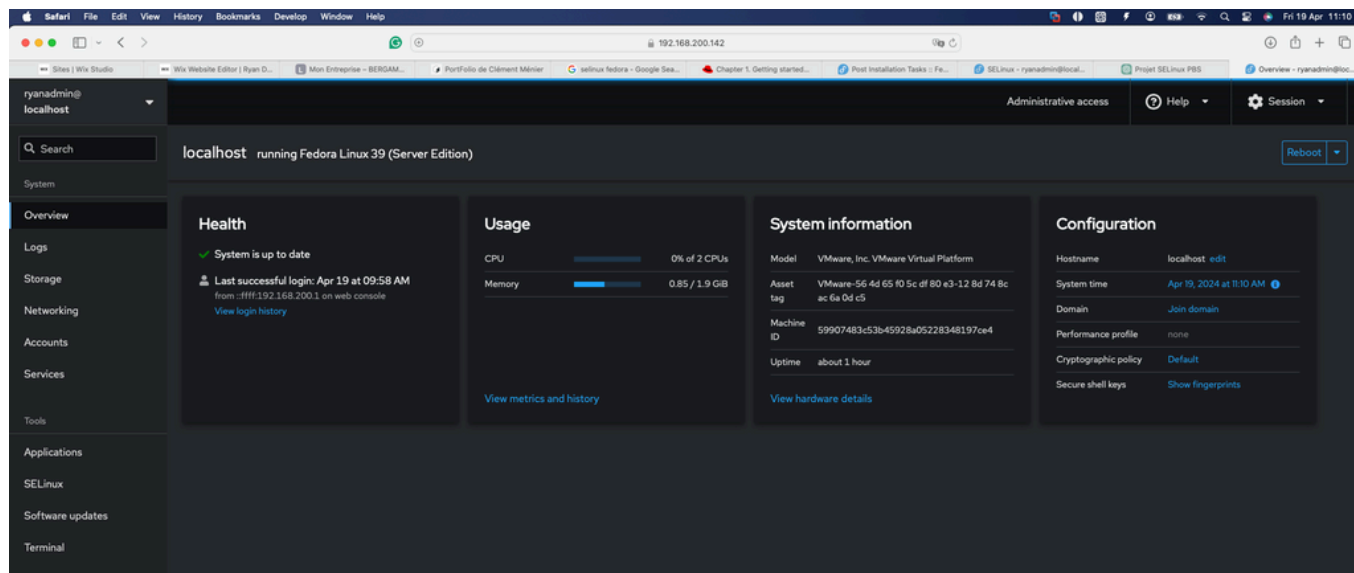 Safari File Edit View History Bookmarks Develop Window Help Fri 19 Apr 11:10
192.168.200.142
Sites | Wix Studio Wix Website Editor | Ryan D... Mon Entreprise – BERGAM... PortFolio de Clément Ménier selinux fedora - Google Sea... Chapter 1. Getting started... Post Installation Tasks :: Fe... SELinux - ryanadmin@local... Projet SELinux PBS Overview - ryanadmin@loc...
ryanadmin@
localhost
Administrative access Help Session
Search
localhost running Fedora Linux 39 (Server Edition) Reboot
System
Overview
Logs
Storage
Networking
Accounts
Services
Tools
Applications
SELinux
Software updates
Terminal
Health
System is up to date
Last successful login: Apr 19 at 09:58 AM
from ::ffff:192.168.200.1 on web console
View login history
Usage
CPU 0% of 2 CPUs
Memory 0.85 / 1.9 GiB
View metrics and history
System information
Model VMware, Inc. VMware Virtual Platform
Asset tag VMware-56 4d 65 f0 5c df 80 e3-12 8d 74 8c
ac 6a 0d c5
Machine ID 59907483c53b45928a05228348197ce4
Uptime about 1 hour
View hardware details
Configuration
Hostname localhost edit
System time Apr 19, 2024 at 11:10 AM
Domain Join domain
Performance profile none
Cryptographic policy Default
Secure shell keys Show fingerprints